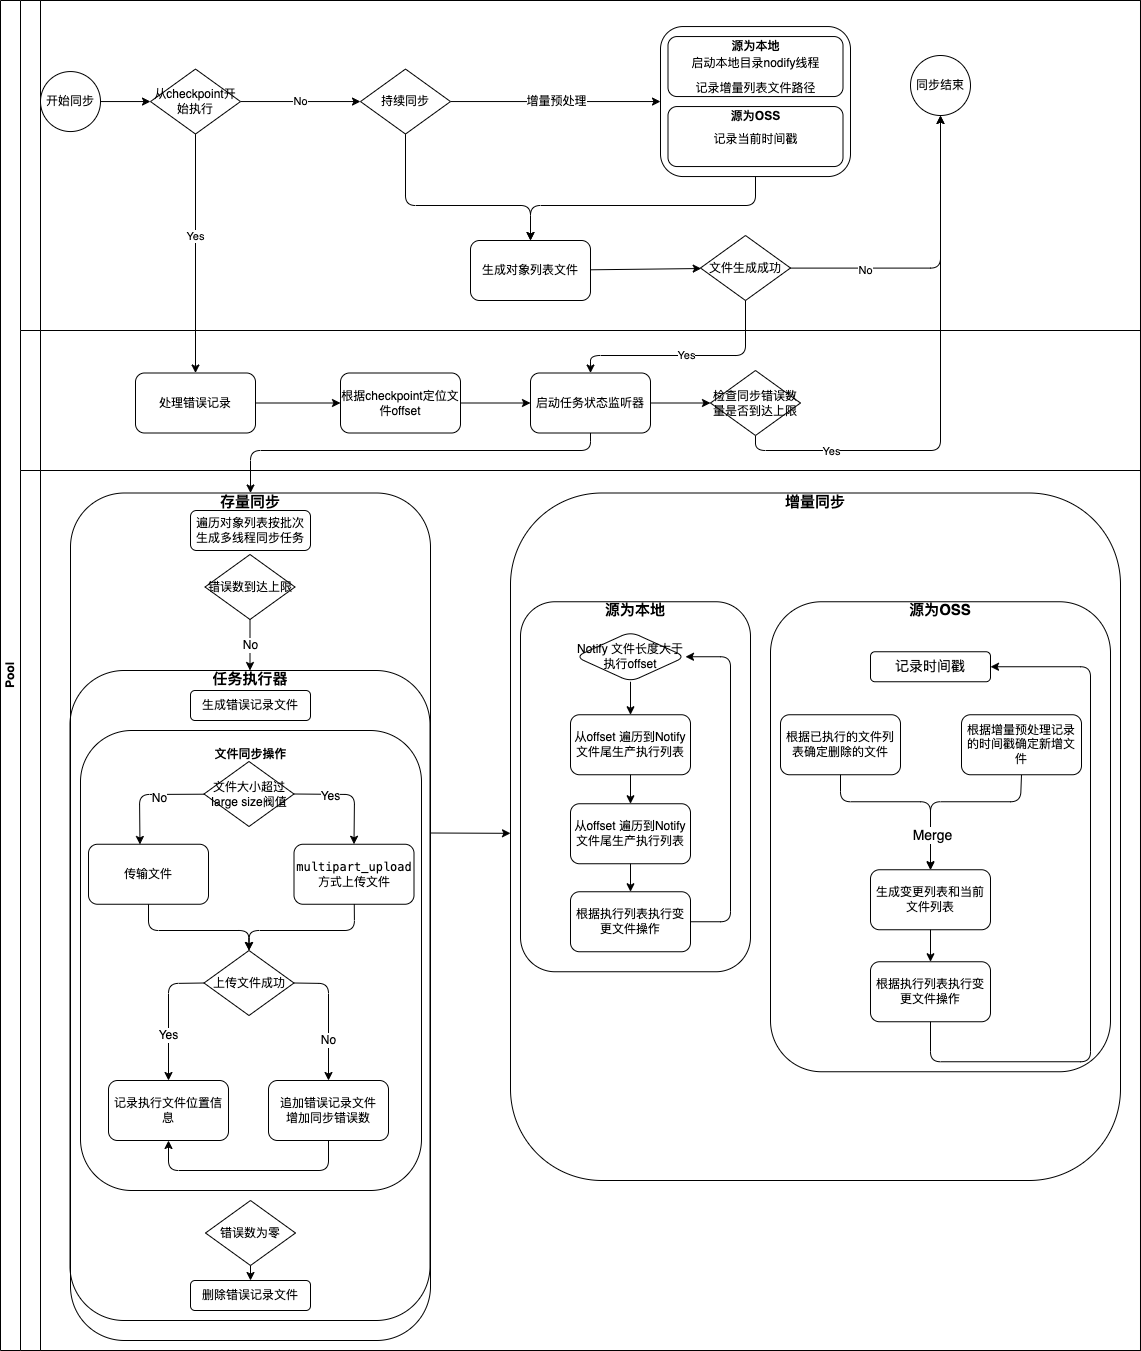 Pool
开始同步
从checkpoint开
始执行
No
持续同步
增量预处理
源为本地
启动本地目录nodify线程
记录增量列表文件路径
源为OSS
记录当前时间戳
同步结束
Yes
生成对象列表文件
文件生成成功
No
Yes
处理错误记录
根据checkpoint定位文
件offset
启动任务状态监听器
检查同步错误数
量是否到达上限
Yes
存量同步
遍历对象列表按批次
生成多线程同步任务
错误数到达上限
No
任务执行器
生成错误记录文件
文件同步操作
文件大小超过
large size阀值
No
Yes
传输文件
multipart_upload
方式上传文件
上传文件成功
Yes
No
记录执行文件位置信
息
追加错误记录文件
增加同步错误数
错误数为零
删除错误记录文件
增量同步
源为本地
Notify 文件长度大于
执行offset
从offset 遍历到Notify
文件尾生产执行列表
从offset 遍历到Notify
文件尾生产执行列表
根据执行列表执行变
更文件操作
源为OSS
记录时间戳
根据已执行的文件列
表确定删除的文件
根据增量预处理记录
的时间戳确定新增文
件
Merge
生成变更列表和当前
文件列表
根据执行列表执行变
更文件操作